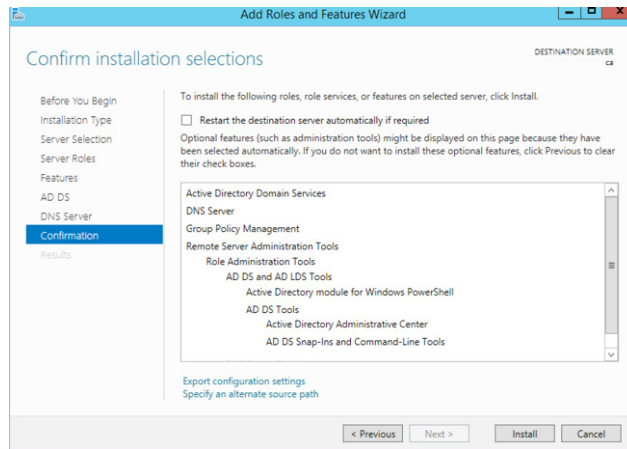 Add Roles and Features Wizard
Confirm installation selections
DESTINATION SERVER
ca
Before You Begin
Installation Type
Server Selection
Server Roles
Features
AD DS
DNS Server
Confirmation
Results
To install the following roles, role services, or features on selected server, click Install.
Restart the destination server automatically if required
Optional features (such as administration tools) might be displayed on this page because they have
been selected automatically. If you do not want to install these optional features, click Previous to clear
their check boxes.
Active Directory Domain Services
DNS Server
Group Policy Management
Remote Server Administration Tools
Role Administration Tools
AD DS and AD LDS Tools
Active Directory module for Windows PowerShell
AD DS Tools
Active Directory Administrative Center
AD DS Snap-Ins and Command-Line Tools
Export configuration settings
Specify an alternate source path
< Previous
Next >
Install
Cancel